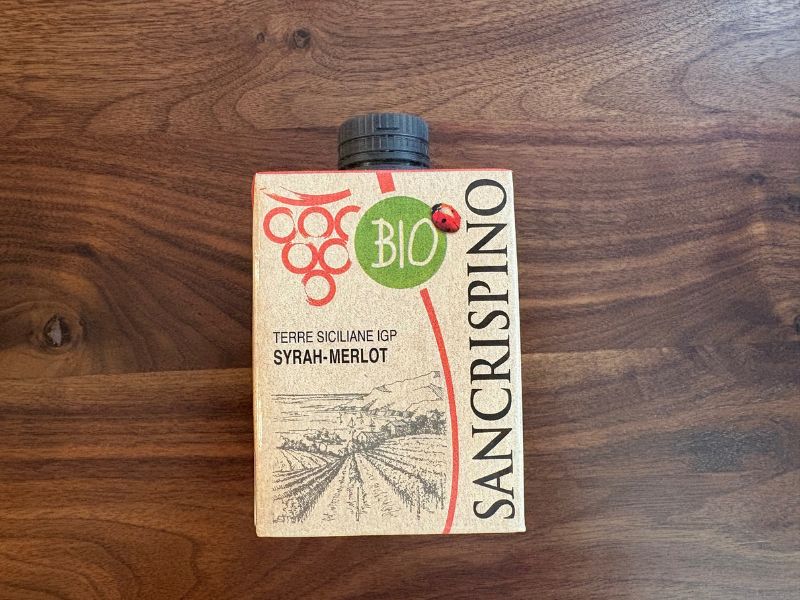 BIO
TERRE SICILIANE IGP
SYRAH-MERLOT
SANCRISPINO